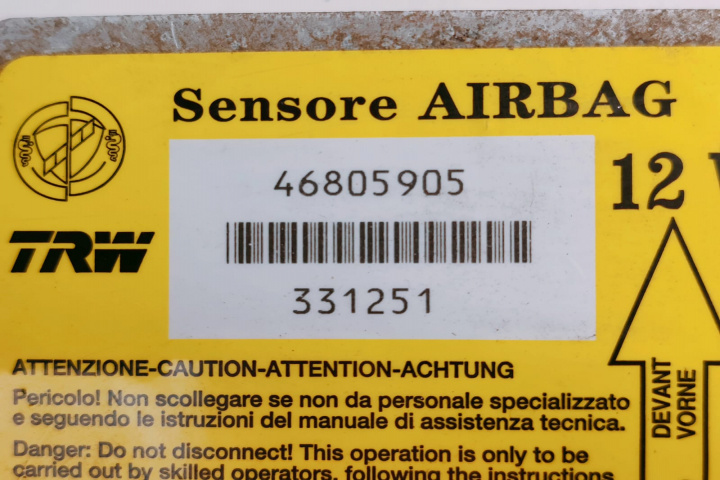 Sensore AIRBAG
46805905
12
TRW
331251
ATTENZIONE-CAUTION-ATTENTION-ACHTUNG
Pericolo! Non scollegare se non da personale specializzato
e seguendo le istruzioni del manuale di assistenza tecnica.
DEVANT
VORNE
Danger: Do not disconnect! This operation is only to be
carried out by skilled operators, following the instructions